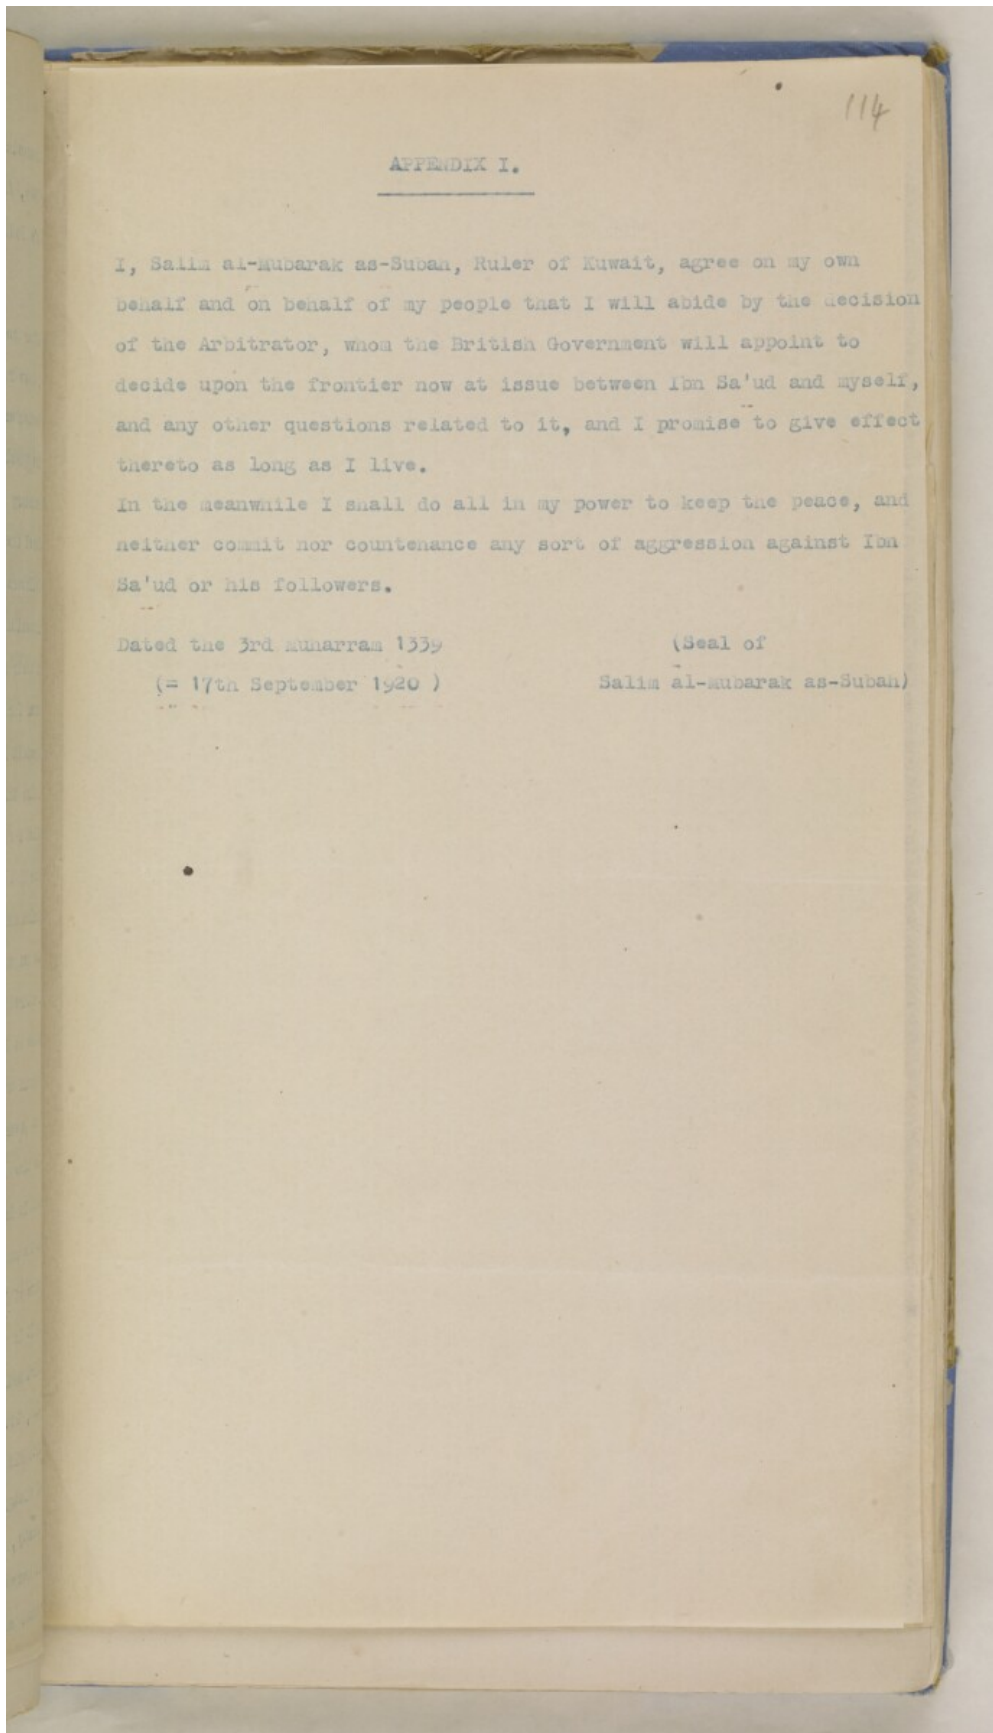 114
APPENDIX I.
I, Salim al-Mubarak as-Subah, Ruler of Kuwait, agree on my own
behalf and on behalf of my people that I will abide by the decision
of the Arbitrator, whom the British Government will appoint to
decide upon the frontier now at issue between Ibn Sa'ud and myself,
and any other questions related to it, and I promise to give effect
thereto as long as I live.
In the meanwhile I shall do all in my power to keep the peace, and
neither commit nor countenance any sort of aggression against Ibn
Sa'ud or his followers.
Dated the 3rd Muharram 1339 (Seal of
(= 17th September 1920 ) Salim al-Mubarak as-Subah)